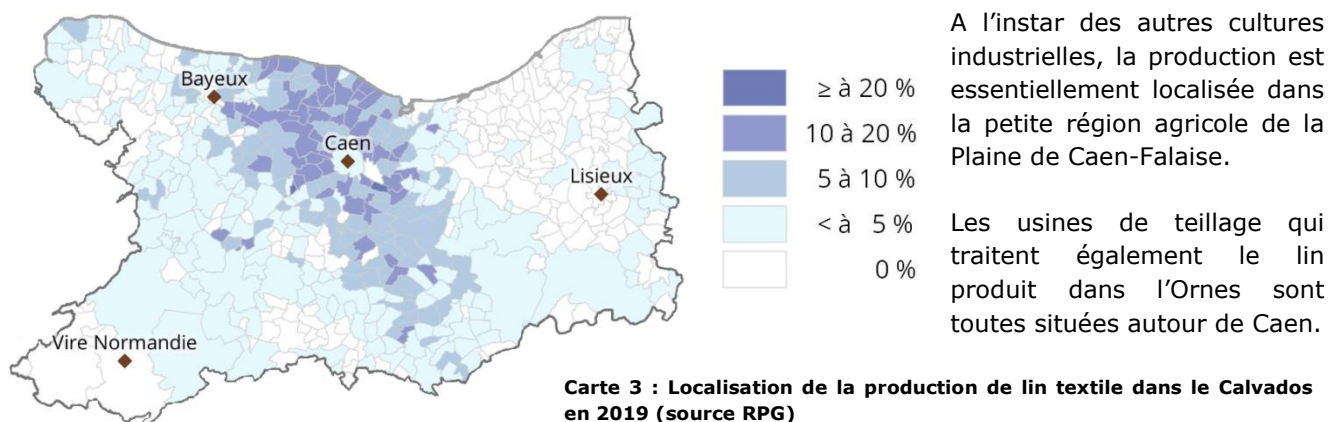 Bayeux
Caen
Lisieux
Vire Normandie
≥ à 20 %
10 à 20 %
5 à 10 %
< à 5 %
0 %
A l’instar des autres cultures
industrielles, la production est
essentiellement localisée dans
la petite région agricole de la
Plaine de Caen-Falaise.
Les usines de teillage qui
traitent également le lin
produit dans l’Ornes sont
toutes situées autour de Caen.
Carte 3 : Localisation de la production de lin textile dans le Calvados
en 2019 (source RPG)